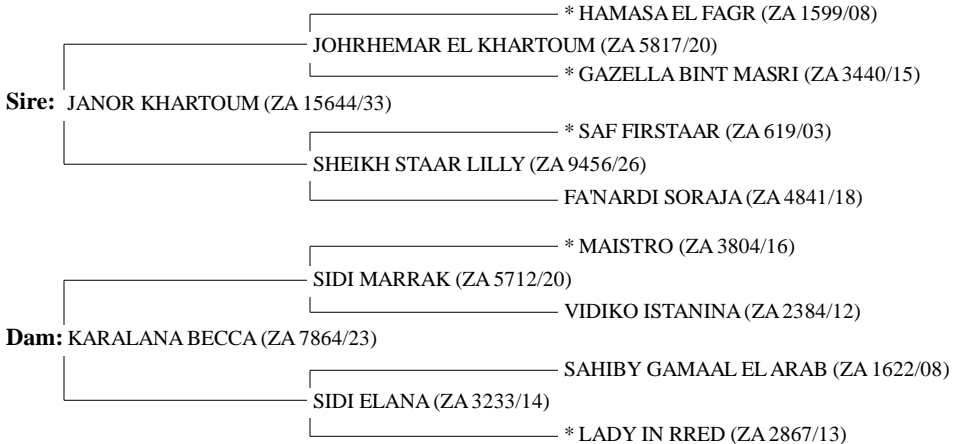 * HAMASA EL FAGR (ZA 1599/08)
JOHRHEMAR EL KHARTOUM (ZA 5817/20)
* GAZELLA BINT MASRI (ZA 3440/15)
Sire: JANOR KHARTOUM (ZA 15644/33)
* SAF FIRSTAAR (ZA 619/03)
SHEIKH STAAR LILLY (ZA 9456/26)
FA'NARDI SORAJA (ZA 4841/18)
* MAISTRO (ZA 3804/16)
SIDI MARRAK (ZA 5712/20)
VIDIKO ISTANINA (ZA 2384/12)
Dam: KARALANA BECCA (ZA 7864/23)
SAHIBY GAMAAL EL ARAB (ZA 1622/08)
SIDI ELANA (ZA 3233/14)
* LADY IN RRED (ZA 2867/13)